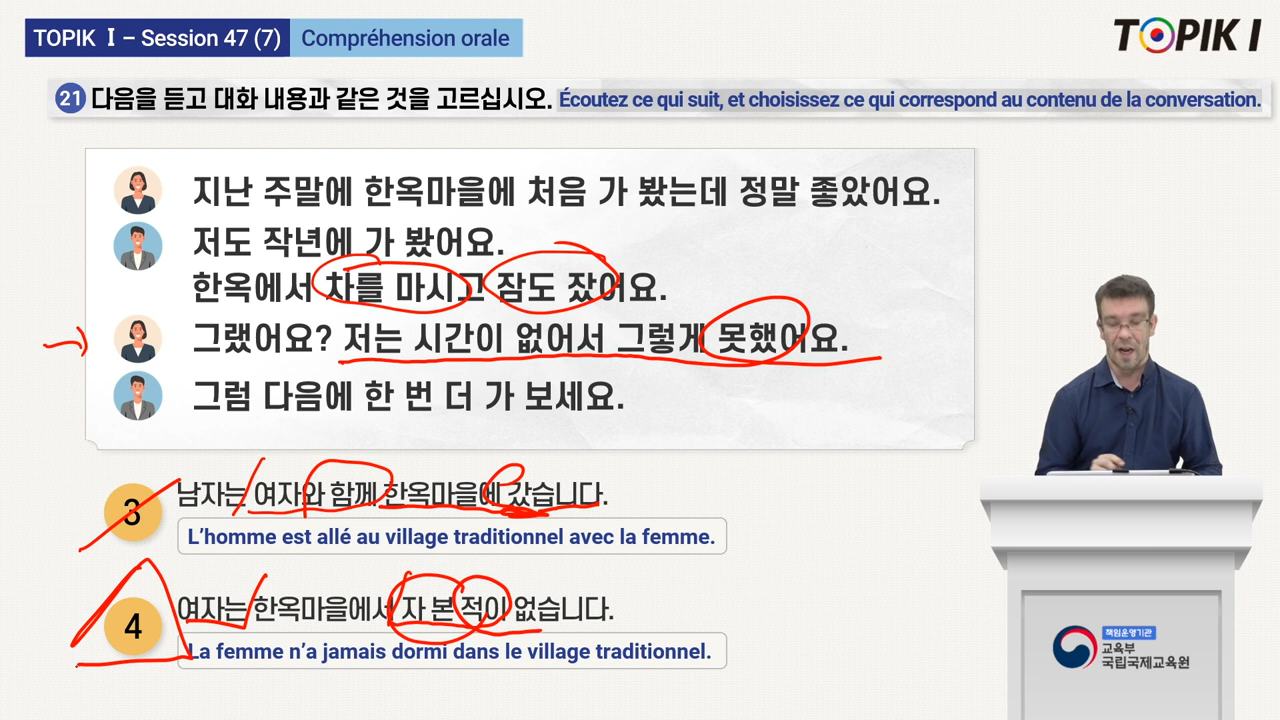 TOPIK Ⅰ – Session 47 (7) Compréhension orale
TOPIK I
21 다음을 듣고 대화 내용과 같은 것을 고르십시오. Écoutez ce qui suit, et choisissez ce qui correspond au contenu de la conversation.
지난 주말에 한옥마을에 처음 가 봤는데 정말 좋았어요.
저도 작년에 가 봤어요.
한옥에서 차를 마시고 잠도 잤어요.
그랬어요? 저는 시간이 없어서 그렇게 못했어요.
그럼 다음에 한 번 더 가 보세요.
3 남자는 여자와 함께 한옥마을에 갔습니다.
L’homme est allé au village traditionnel avec la femme.
4 여자는 한옥마을에서 자 본 적이 없습니다.
La femme n’a jamais dormi dans le village traditionnel.
책임운영기관
교육부
국립국제교육원